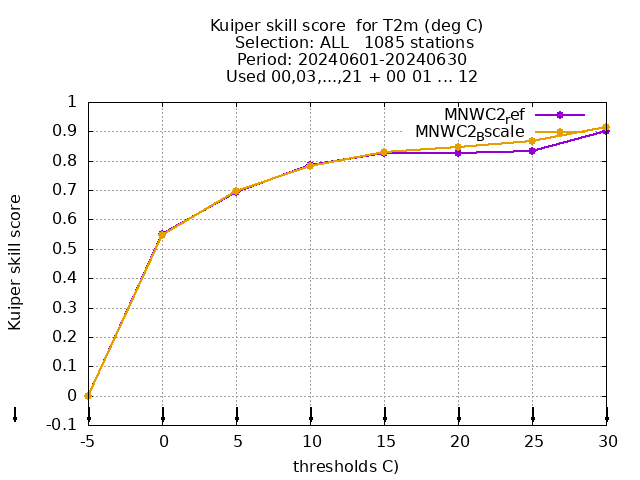 Kuiper skill score  for T2m (deg C)
Selection: ALL   1085 stations
Period: 20240601-20240630
Used 00,03,...,21 + 00 01 ... 12
MNWC2ref
MNWC2Bscale
1
0.9
0.8
0.7
0.6
0.5
0.4
0.3
0.2
0.1
0
-0.1
Kuiper skill score
-5 0 5 10 15 20 25 30
thresholds C)